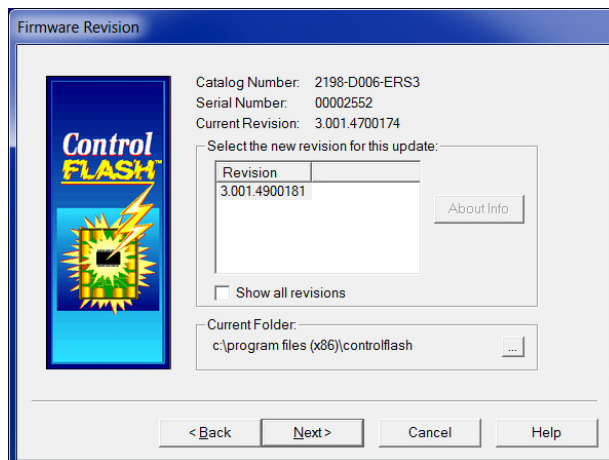 Firmware Revision
Control
FLASH™
Catalog Number: 2198-D006-ERS3
Serial Number: 00002552
Current Revision: 3.001.4700174
Select the new revision for this update:
Revision
3.001.4900181
About Info
Show all revisions
Current Folder:
c:\program files (x86)\controlflash
...
< Back
Next >
Cancel
Help